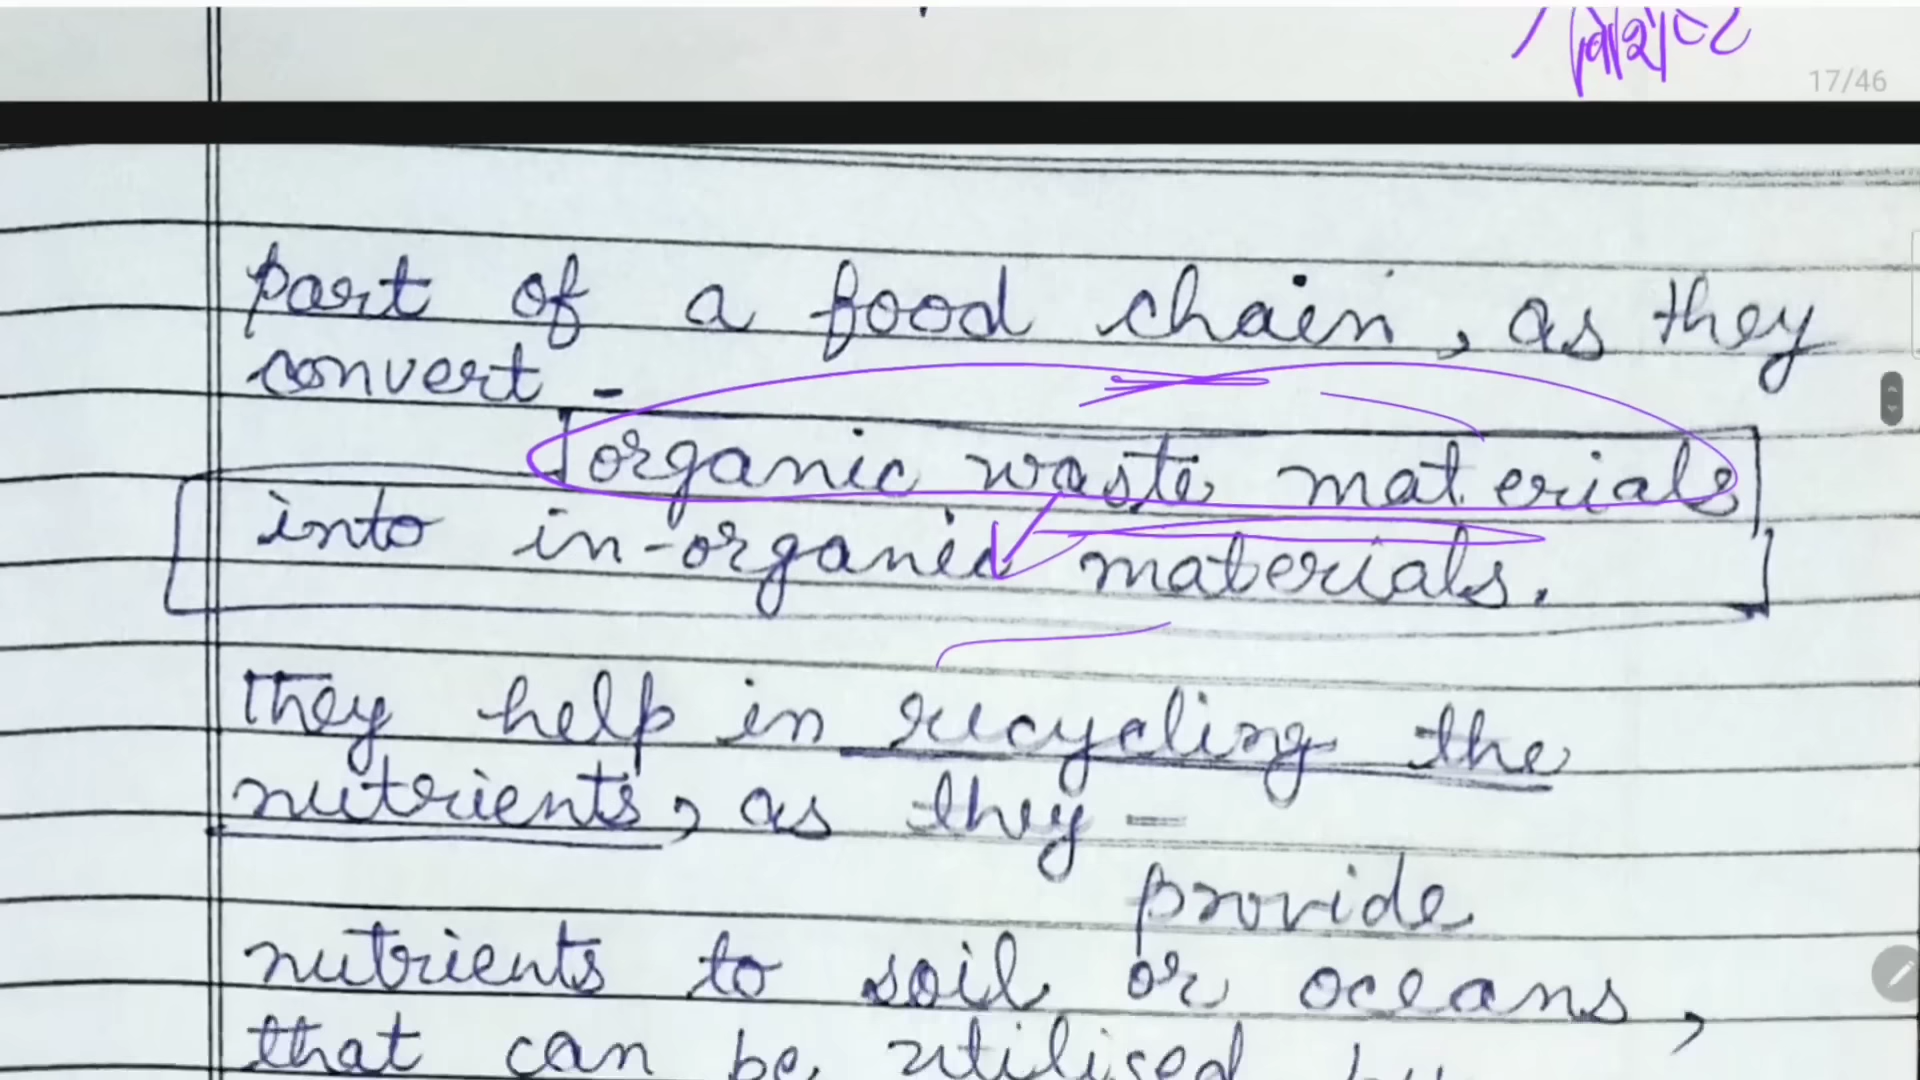 17/46
part of a food chain, as they
convert -
organic waste materials
into in-organic materials.
They help in recycling the
nutrients, as they -
provide
nutrients to soil or oceans,
that can be utilised by